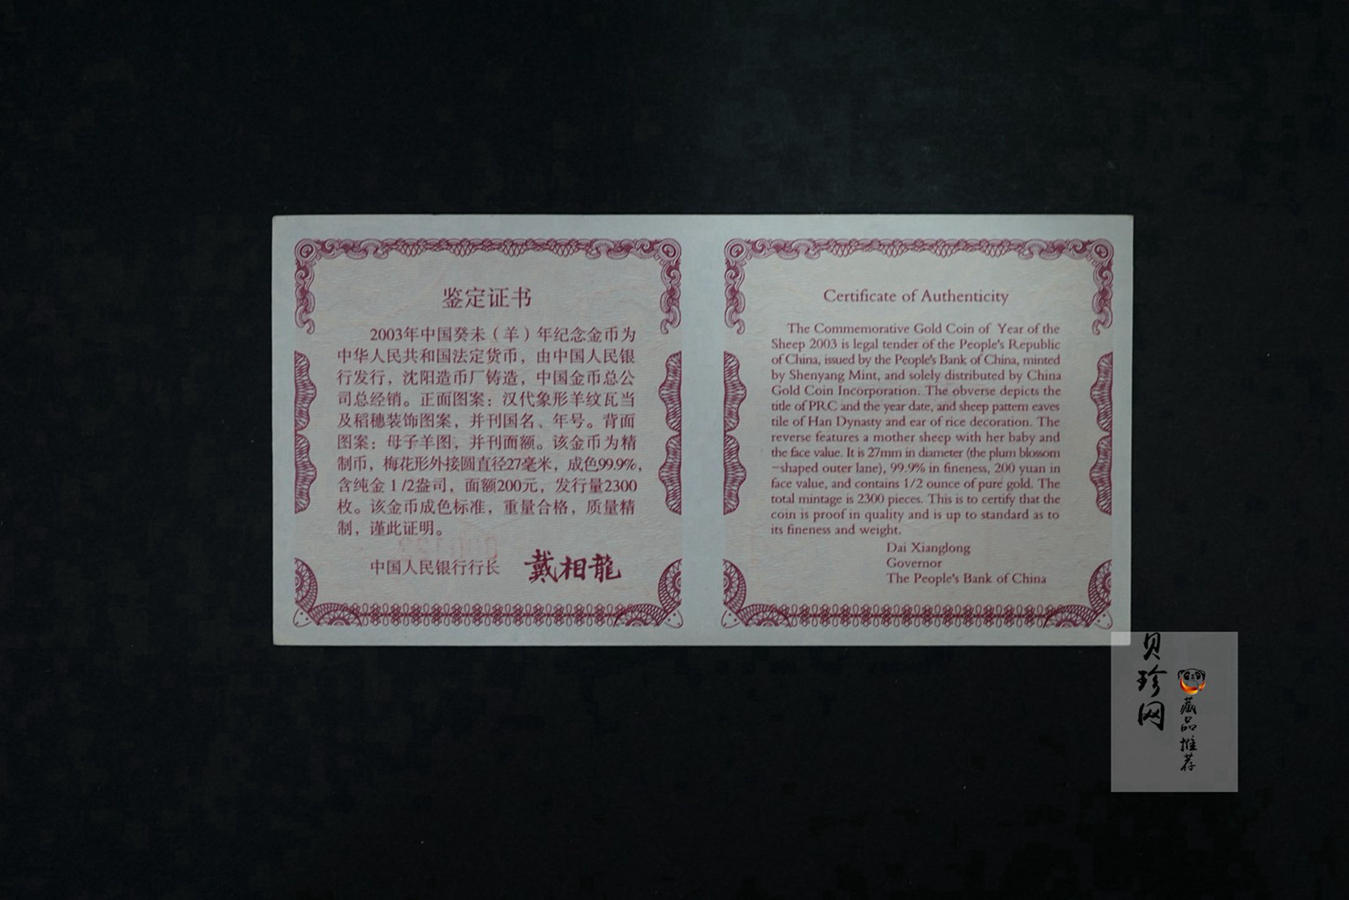 鉴定证书
2003年中国癸未（羊）年纪念金币为
中华人民共和国法定货币，由中国人民银
行发行，沈阳造币厂铸造，中国金币总公
司总经销。正面图案：汉代象形羊纹瓦当
及稻穗装饰图案，并刊国名、年号。背面
图案：母子羊图，并刊面额。该金币为精
制币，梅花形外接圆直径27毫米，成色99.9%，
含纯金1/2盎司，面额200元，发行量2300
枚。该金币成色标准，重量合格，质量精
制，谨此证明。
中国人民银行行长 戴相龍
Certificate of Authenticity
The Commemorative Gold Coin of Year of the
Sheep 2003 is legal tender of the People's Republic
of China, issued by the People's Bank of China, minted
by Shenyang Mint, and solely distributed by China
Gold Coin Incorporation. The obverse depicts the
title of PRC and the year date, and sheep pattern eaves
tile of Han Dynasty and ear of rice decoration. The
reverse features a mother sheep with her baby and
the face value. It is 27mm in diameter (the plum blossom
-shaped outer lane), 99.9% in fineness, 200 yuan in
face value, and contains 1/2 ounce of pure gold. The
total mintage is 2300 pieces. This is to certify that the
coin is proof in quality and is up to standard as to
its fineness and weight.
Dai Xianglong
Governor
The People's Bank of China
贝珍网
藏品推荐